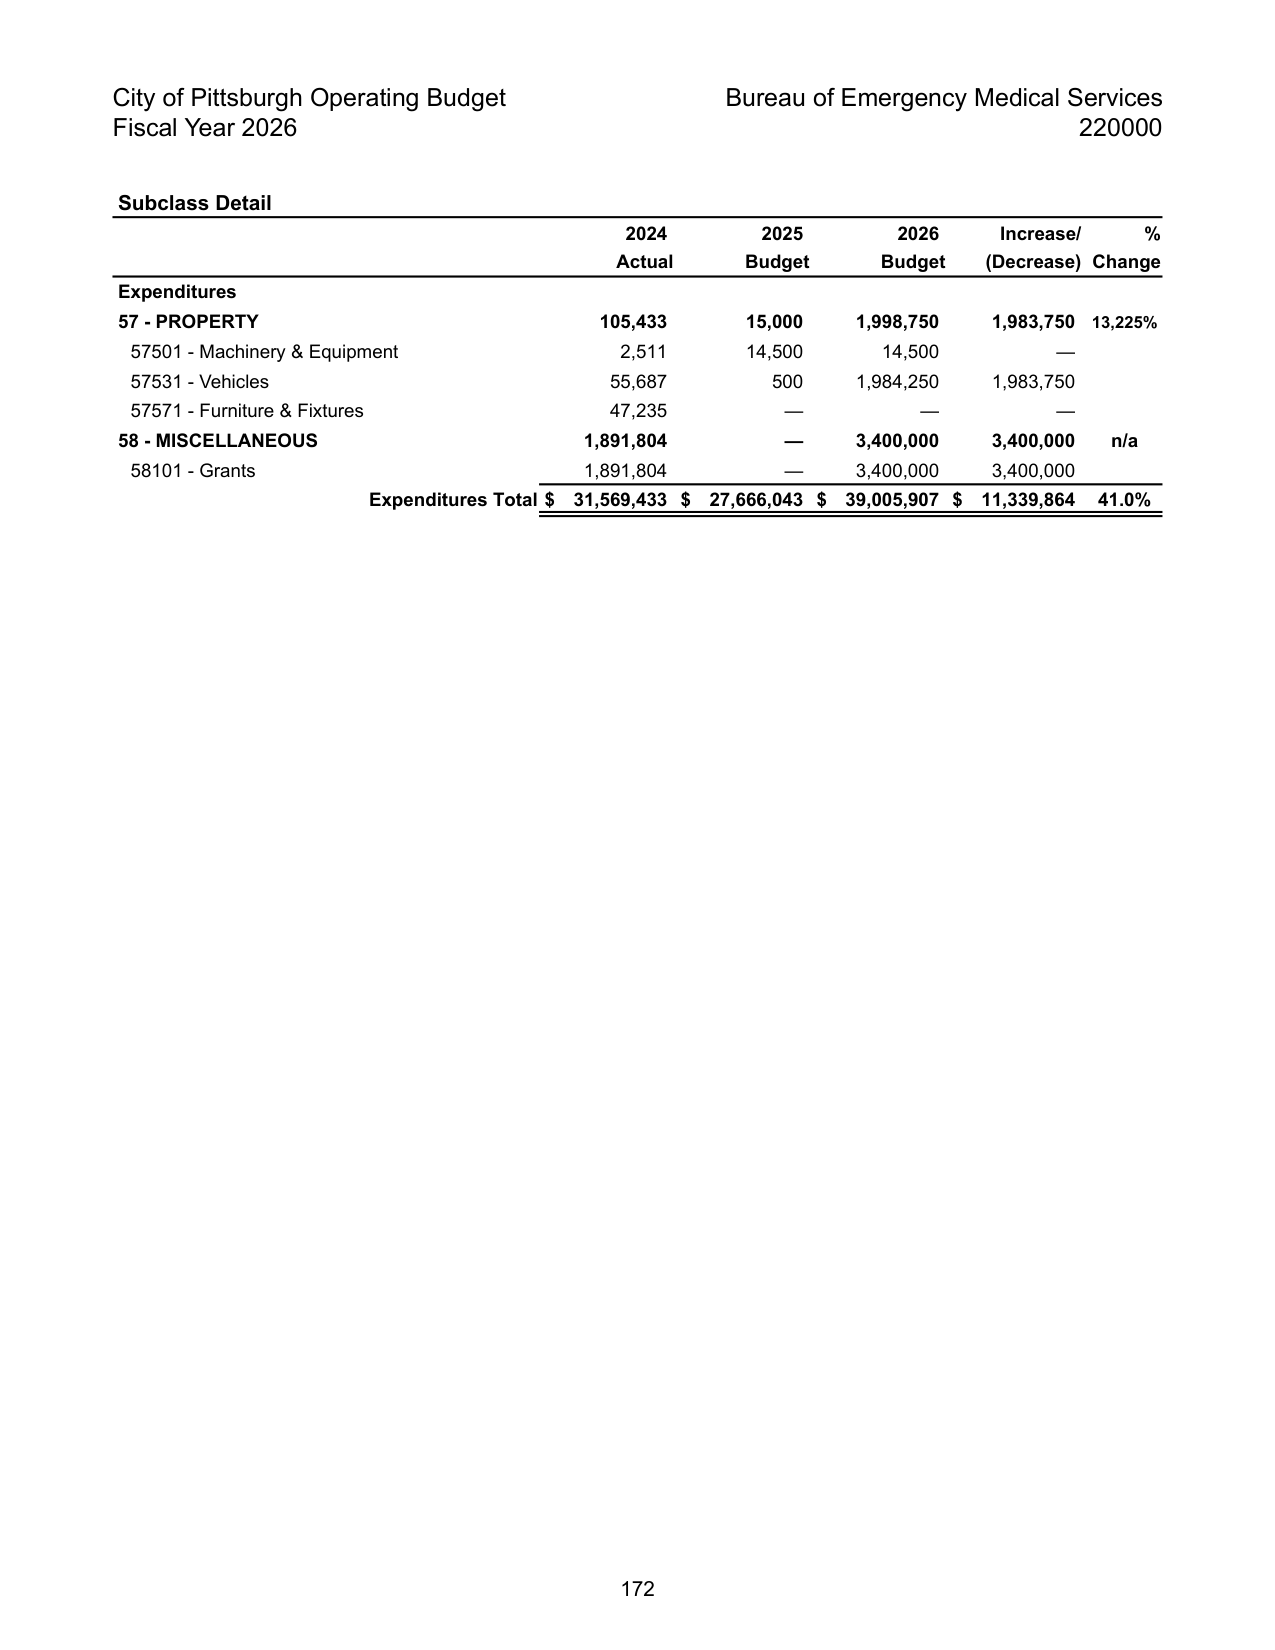 City of Pittsburgh Operating Budget Bureau of Emergency Medical Services
Fiscal Year 2026 220000
Subclass Detail
2024 2025 2026 Increase/ %
Actual Budget Budget (Decrease) Change
Expenditures
57 - PROPERTY 105,433 15,000 1,998,750 1,983,750 13,225%
57501 - Machinery & Equipment 2,511 14,500 14,500 —
57531 - Vehicles 55,687 500 1,984,250 1,983,750
57571 - Furniture & Fixtures 47,235 — — —
58 - MISCELLANEOUS 1,891,804 — 3,400,000 3,400,000 n/a
58101 - Grants 1,891,804 — 3,400,000 3,400,000
Expenditures Total $ 31,569,433 $ 27,666,043 $ 39,005,907 $ 11,339,864 41.0%
172